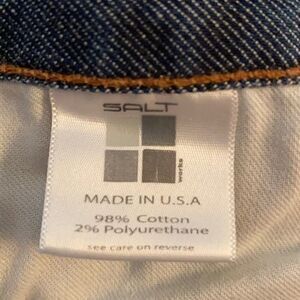 SALT
works
MADE IN U.S.A
98% Cotton
2% Polyurethane
see care on reverse